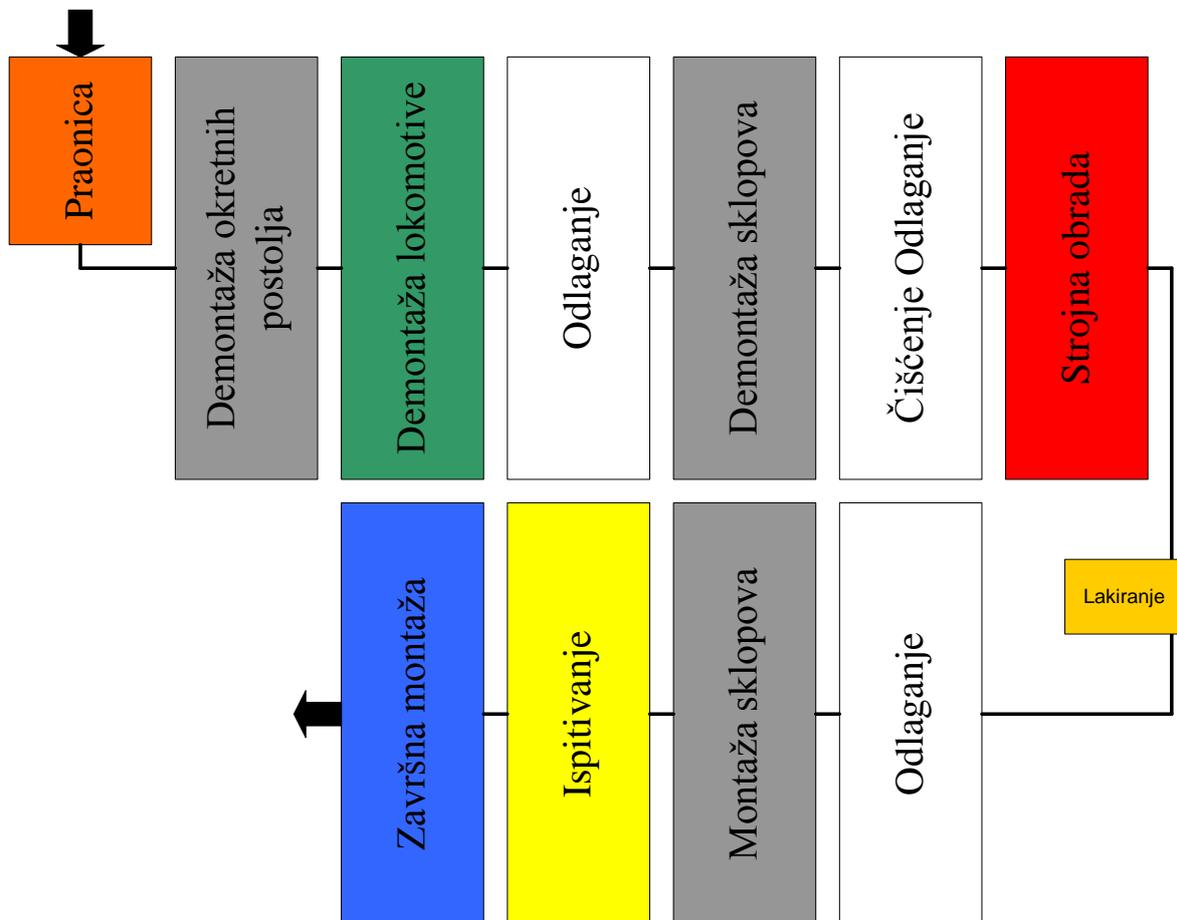 Praonica
Demontaža okretnih
postolja
Demontaža lokomotive
Odlaganje
Demontaža sklopova
Čišćenje Odlaganje
Strojna obrada
Lakiranje
Odlaganje
Montaža sklopova
Ispitivanje
Završna montaža